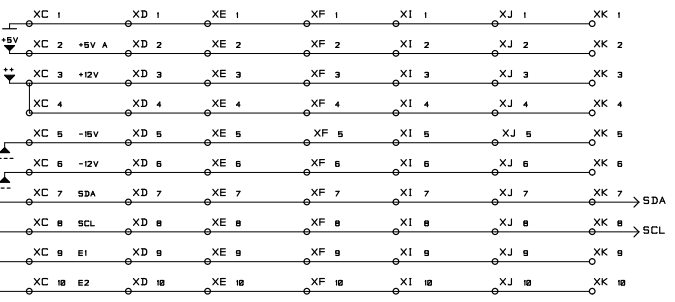 XC 1 XD 1 XE 1 XF 1 XI 1 XJ 1 XK 1
+5V XC 2 +5V A XD 2 XE 2 XF 2 XI 2 XJ 2 XK 2
++ XC 3 +12V XD 3 XE 3 XF 3 XI 3 XJ 3 XK 3
XC 4 XD 4 XE 4 XF 4 XI 4 XJ 4 XK 4
XC 5 -15V XD 5 XE 5 XF 5 XI 5 XJ 5 XK 5
--- XC 6 -12V XD 6 XE 6 XF 6 XI 6 XJ 6 XK 6
-- XC 7 SDA XD 7 XE 7 XF 7 XI 7 XJ 7 XK 7 SDA
XC 8 SCL XD 8 XE 8 XF 8 XI 8 XJ 8 XK 8 SCL
XC 9 E1 XD 9 XE 9 XF 9 XI 9 XJ 9 XK 9
XC 10 E2 XD 10 XE 10 XF 10 XI 10 XJ 10 XK 10